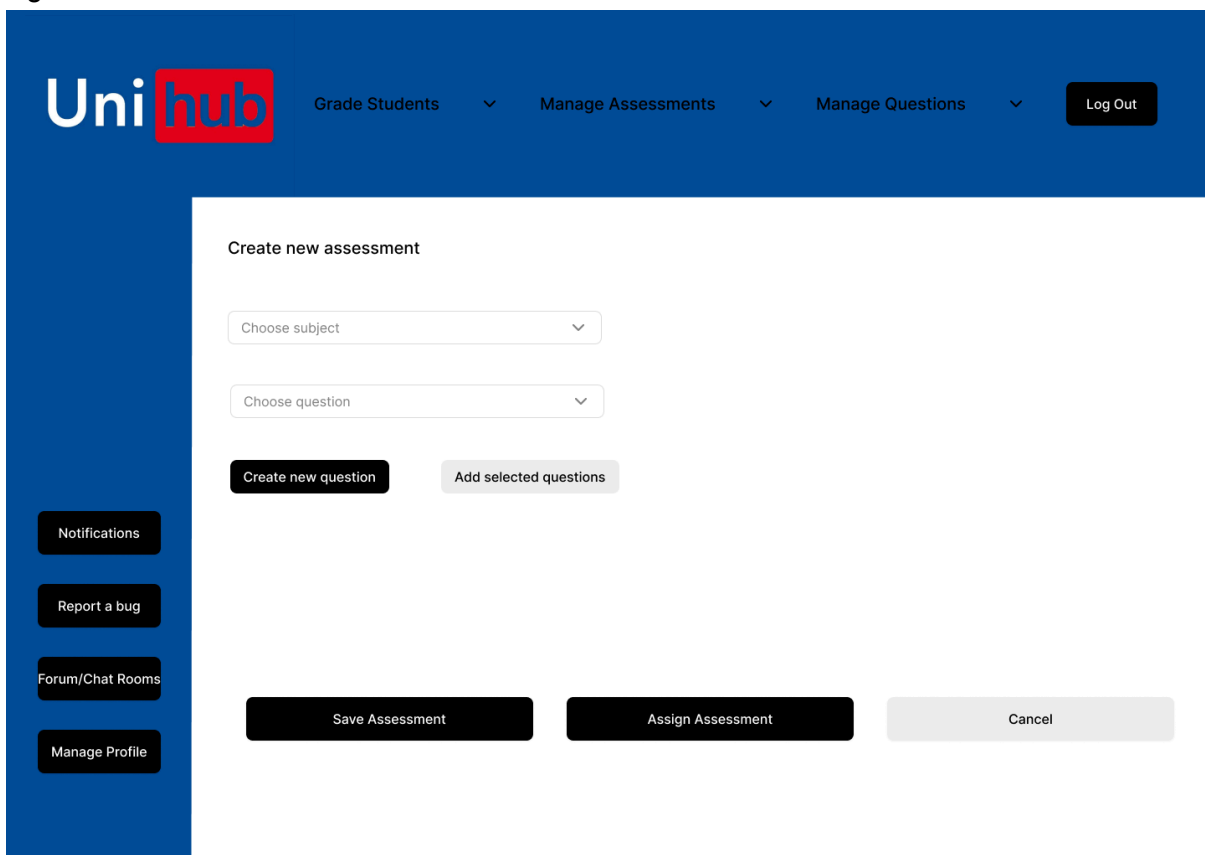 Uni hub
Grade Students
Manage Assessments
Manage Questions
Log Out
Create new assessment
Choose subject
Choose question
Create new question
Add selected questions
Notifications
Report a bug
Forum/Chat Rooms
Manage Profile
Save Assessment
Assign Assessment
Cancel